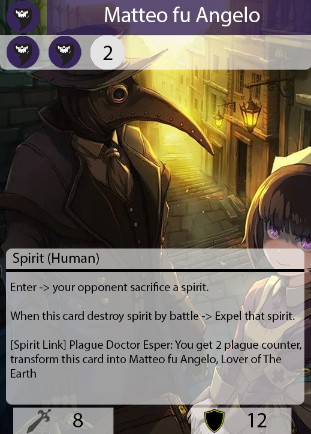 Matteo fu Angelo
2
Spirit (Human)
Enter -> your opponent sacrifice a spirit.
When this card destroy spirit by battle -> Expel that spirit.
[Spirit Link] Plague Doctor Esper: You get 2 plague counter,
transform this card into Matteo fu Angelo, Lover of The
Earth
8
12